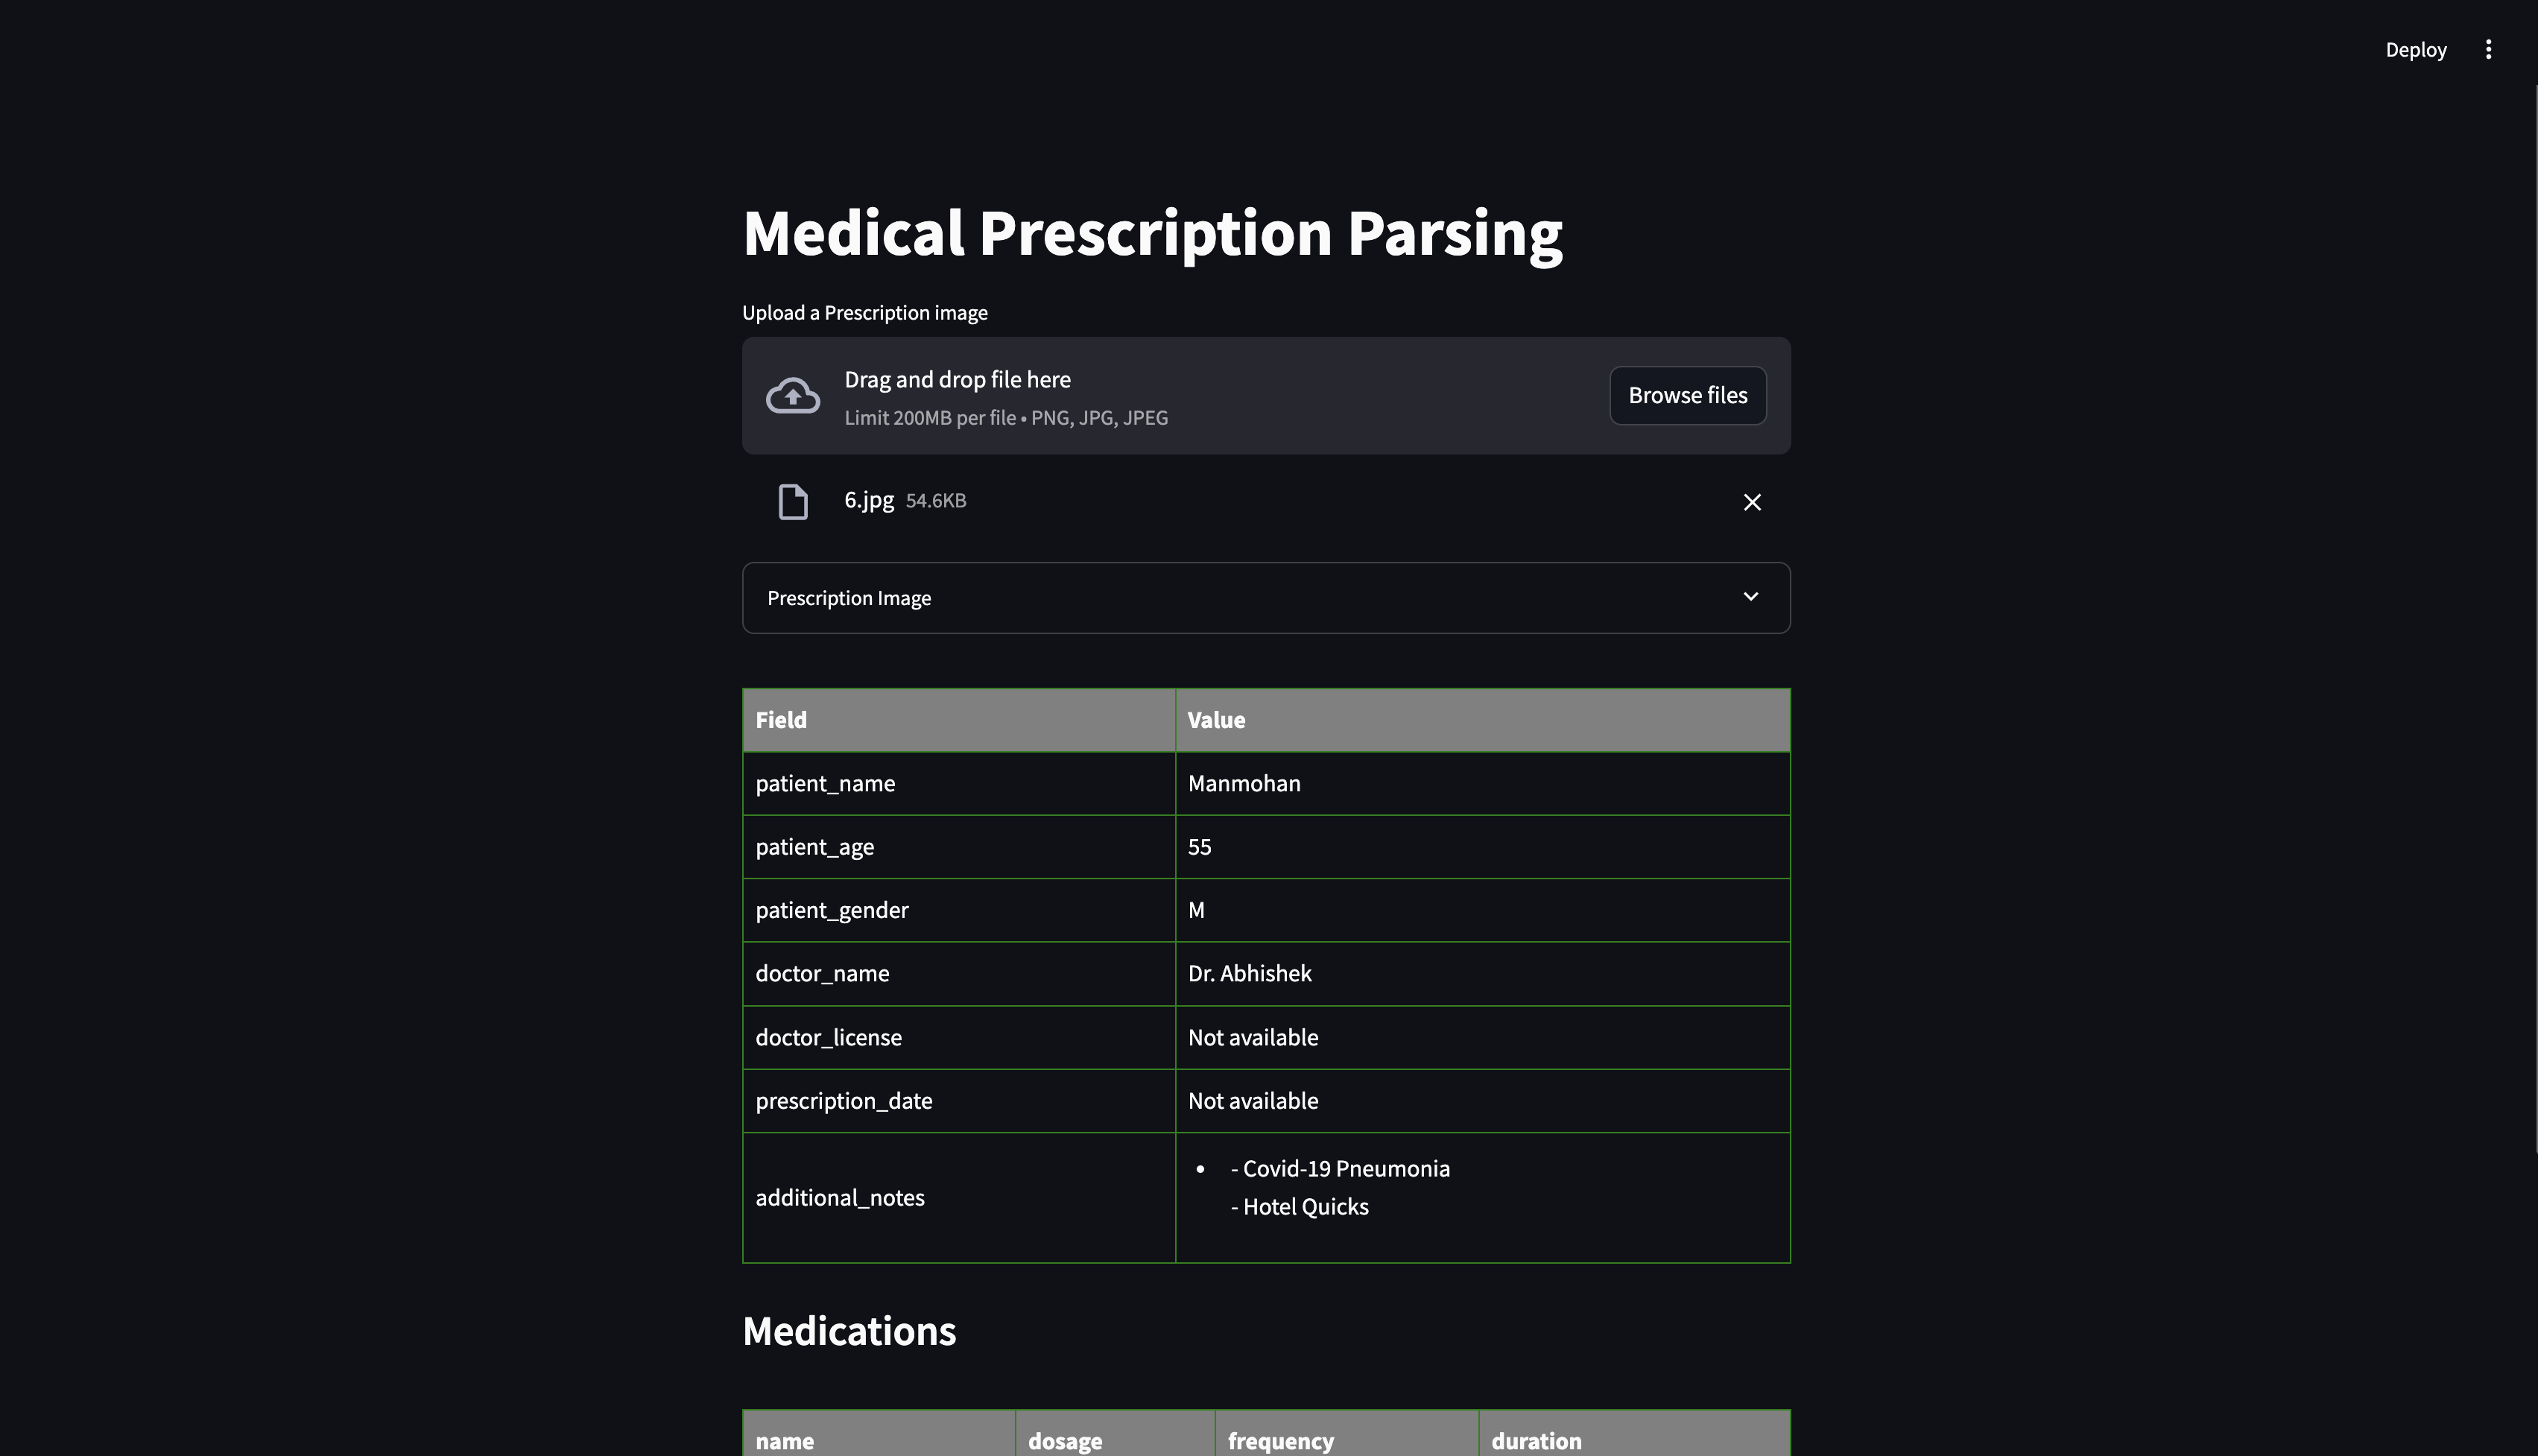 Deploy
Medical Prescription Parsing
Upload a Prescription image
Drag and drop file here
Limit 200MB per file • PNG, JPG, JPEG
Browse files
6.jpg 54.6KB
Prescription Image
Field Value
patient_name Manmohan
patient_age 55
patient_gender M
doctor_name Dr. Abhishek
doctor_license Not available
prescription_date Not available
additional_notes • - Covid-19 Pneumonia
- Hotel Quicks
Medications
name dosage frequency duration